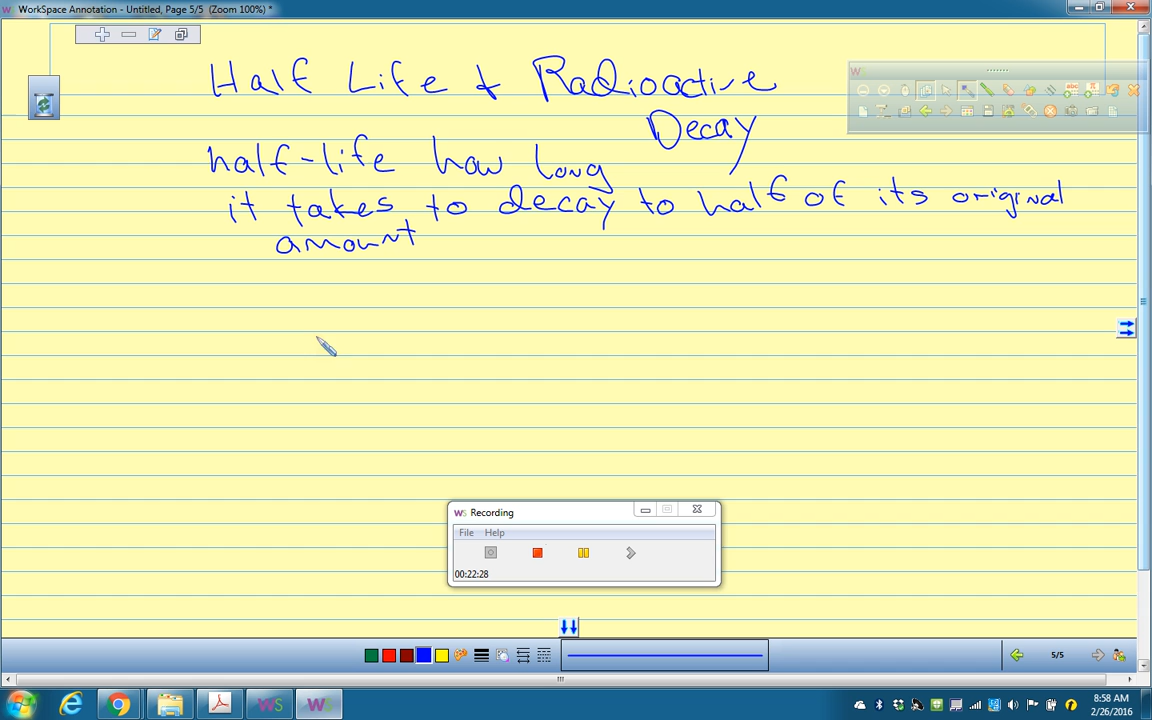 WorkSpace Annotation - Untitled, Page 5/5 (Zoom 100%) *
Half Life & Radioactive
Decay
half-life how long
it takes to decay to half of its original
amount
WS Recording
File Help
00:22:28
5/5
8:58 AM
2/26/2016